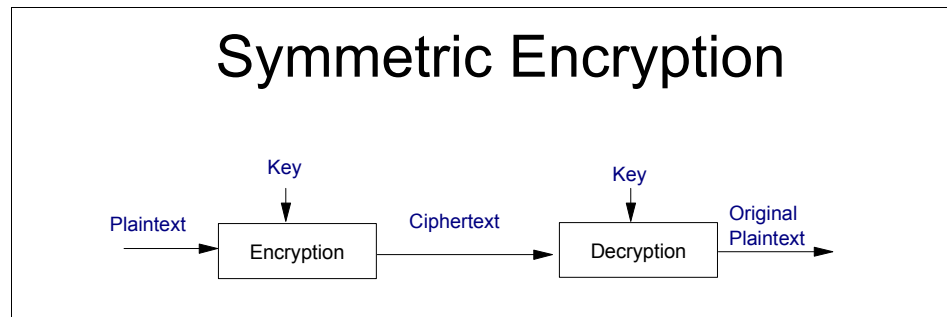 Symmetric Encryption
Key
Key
Plaintext
Ciphertext
Original
Plaintext
Encryption
Decryption